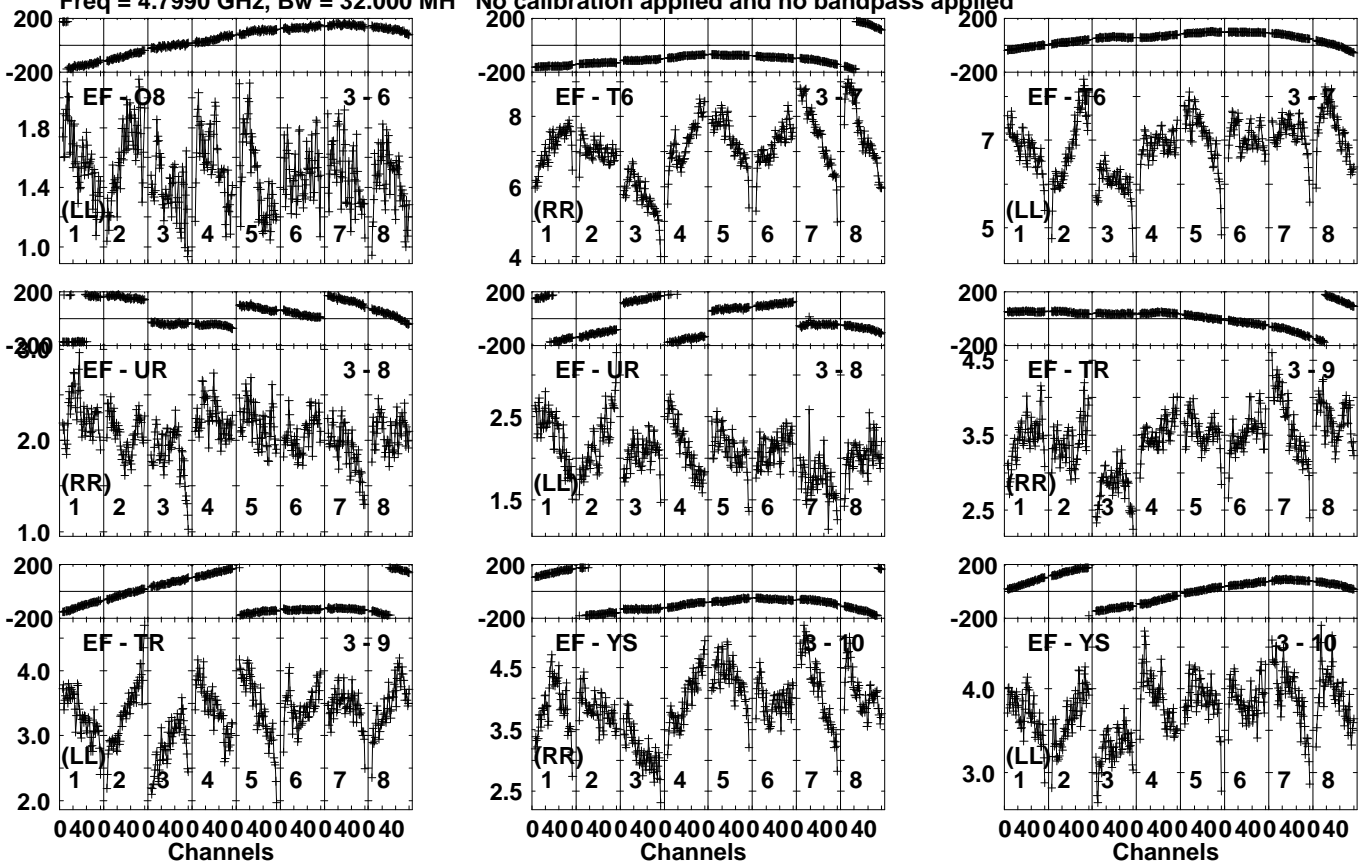 Freq = 4.7990 GHz, Bw = 32.000 MH No calibration applied and no bandpass applied
200 200 200
-200 -200 -200
EF - O8 3 - 6 EF - T6 3 - 7 EF - T6 3 - 7
1.8 8 7
1.4 6
(LL) (RR) (LL)
1.0 1 2 3 4 5 6 7 8 4 1 2 3 4 5 6 7 8 5 1 2 3 4 5 6 7 8
200 200 200
-200 -200 -200
3.0 4.5
EF - UR 3 - 8 EF - UR 3 - 8 EF - TR 3 - 9
2.0 2.5 3.5
(RR) (LL) (RR)
1.5 2.5
1 2 3 4 5 6 7 8 1 2 3 4 5 6 7 8 1 2 3 4 5 6 7 8
1.0
200 200 200
-200 -200 -200
EF - TR 3 - 9 EF - YS 3 - 10 EF - YS 3 - 10
4.0 4.5 4.0
3.0 3.5
(LL) (RR) (LL)
1 2 3 4 5 6 7 8 1 2 3 4 5 6 7 8 1 2 3 4 5 6 7 8
2.0 2.5 3.0
0 40 0 40 0 40 0 40 0 40 0 40 0 40 0 40 0 40 0 40 0 40 0 40 0 40 0 40 0 40 0 40 0 40 0 40 0 40 0 40 0 40 0 40 0 40 0 40
Channels Channels Channels